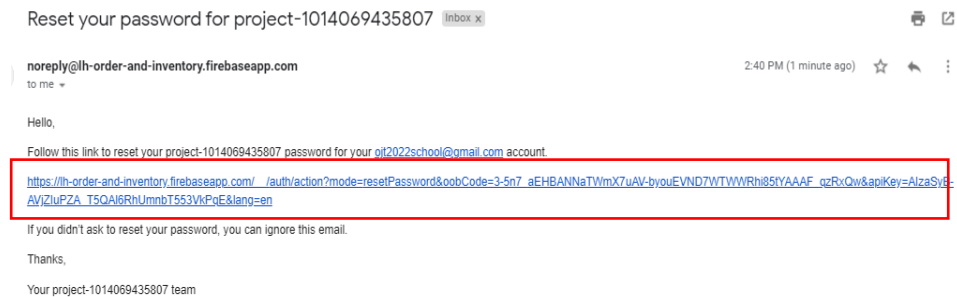 Reset your password for project-1014069435807 Inbox x
noreply@lh-order-and-inventory.firebaseapp.com 2:40 PM (1 minute ago)
to me
Hello,
Follow this link to reset your project-1014069435807 password for your ojt2022school@gmail.com account.
https://lh-order-and-inventory.firebaseapp.com/__/auth/action?mode=resetPassword&oobCode=3-5n7_aEHBANNaTWmX7uAV-byouEVND7WTWWRhi85tYAAAF_qzRxQw&apiKey=AIzaSyB-
AVjZIuPZA_T5QAI6RhUmnbT553VkPqE&lang=en
If you didn't ask to reset your password, you can ignore this email.
Thanks,
Your project-1014069435807 team